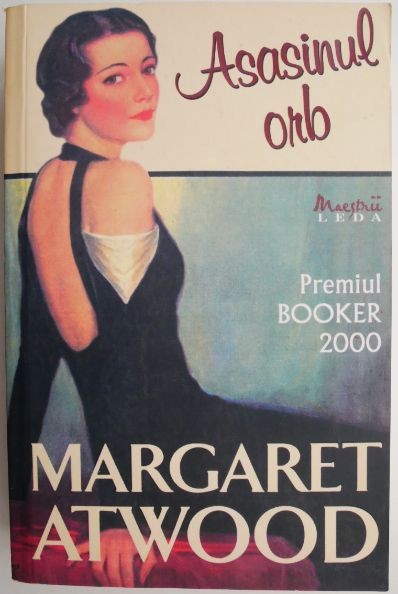 Asasinul
orb
Maeștrii
LEDA
Premiul
BOOKER
2000
MARGARET
ATWOOD